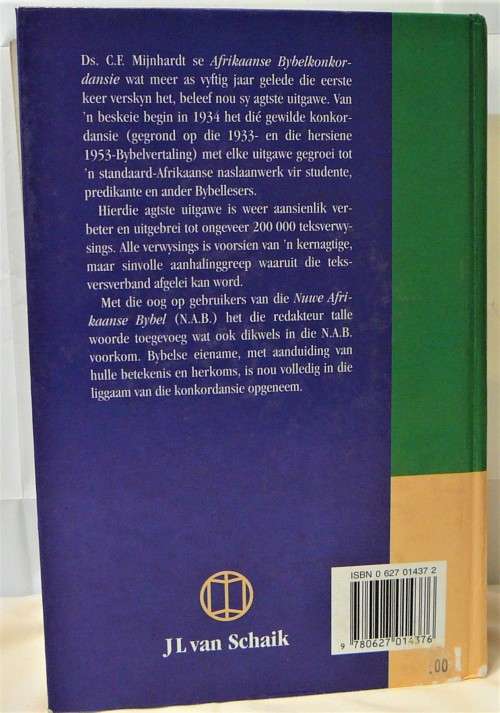 Ds. C.F. Mijnhardt se Afrikaanse Bybelkonkor-
dansie wat meer as vyftig jaar gelede die eerste
keer verskyn het, beleef nou sy agtste uitgawe. Van
'n beskeie begin in 1934 het dié gewilde konkor-
dansie (gegrond op die 1933- en die hersiene
1953-Bybelvertaling) met elke uitgawe gegroei tot
'n standaard-Afrikaanse naslaanwerk vir studente,
predikante en ander Bybellesers.
Hierdie agtste uitgawe is weer aansienlik ver-
beter en uitgebrei tot ongeveer 200 000 teksverwy-
sings. Alle verwysings is voorsien van 'n kernagtige,
maar sinvolle aanhalinggreep waaruit die teks-
versverband afgelei kan word.
Met die oog op gebruikers van die Nuwe Afri-
kaanse Bybel (N.A.B.) het die redakteur talle
woorde toegevoeg wat ook dikwels in die N.A.B.
voorkom. Bybelse eiename, met aanduiding van
hulle betekenis en herkoms, is nou volledig in die
liggaam van die konkordansie opgeneem.
J L van Schaik
ISBN 0 627 01437 2
9 780627 014376
.00